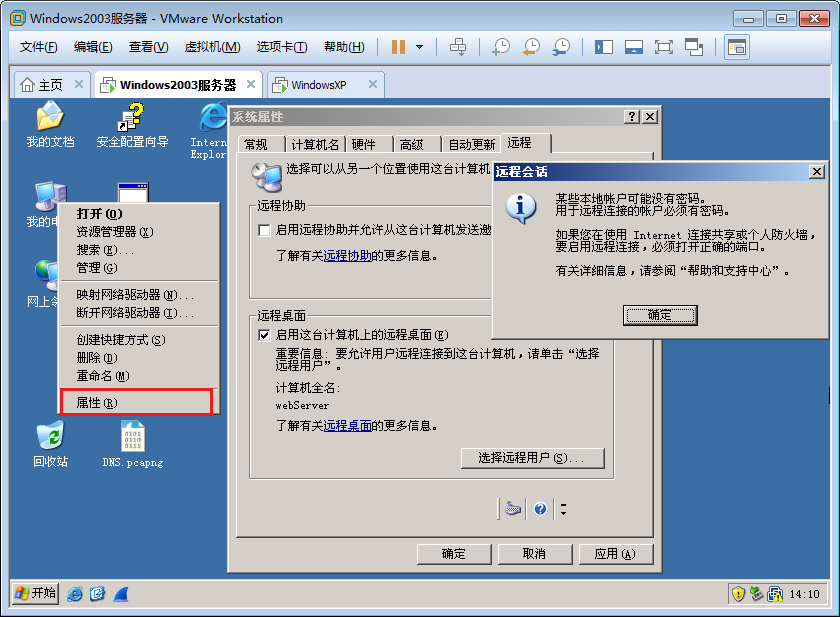 Windows2003服务器 - VMware Workstation
文件(F) 编辑(E) 查看(V) 虚拟机(M) 选项卡(T) 帮助(H)
主页 Windows2003服务器 WindowsXP
我的文档
安全配置向导
Intern
Explor
我的电
网上令
回收站
DNS.pcapng
打开(O)
资源管理器(X)
搜索(E)...
管理(G)
映射网络驱动器(N)...
断开网络驱动器(I)...
创建快捷方式(S)
删除(D)
重命名(M)
属性(R)
系统属性
常规 计算机名 硬件 高级 自动更新 远程
选择可以从另一个位置使用这台计算机
远程协助
启用远程协助并允许从这台计算机发送邀
了解有关远程协助的更多信息。
远程桌面
启用这台计算机上的远程桌面(E)
重要信息: 要允许用户远程连接到这台计算机，请单击“选择
远程用户”。
计算机全名:
webServer
了解有关远程桌面的更多信息。
选择远程用户(S)...
确定 取消 应用(A)
远程会话
某些本地帐户可能没有密码。
用于远程连接的帐户必须有密码。
如果您在使用 Internet 连接共享或个人防火墙，
要启用远程连接，必须打开正确的端口。
有关详细信息，请参阅“帮助和支持中心”。
确定
开始
14:10